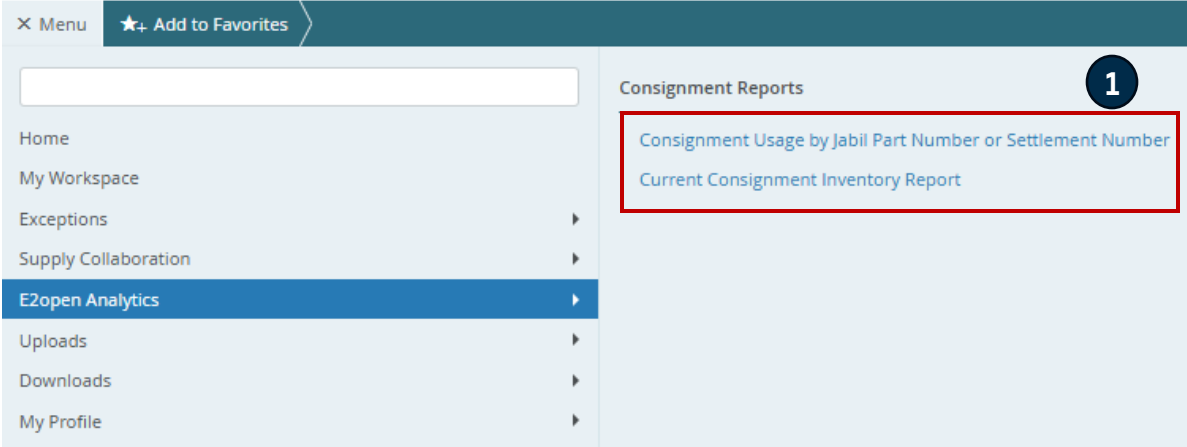 × Menu
★+ Add to Favorites
Home
My Workspace
Exceptions
Supply Collaboration
E2open Analytics
Uploads
Downloads
My Profile
Consignment Reports
1
Consignment Usage by Jabil Part Number or Settlement Number
Current Consignment Inventory Report